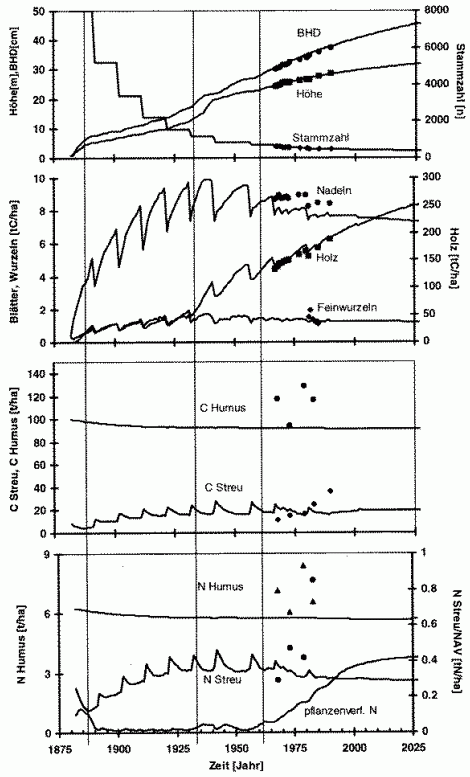 Höhe[m],BHD[cm]
50
40
30
20
10
0
8000
6000
4000
2000
0
Stammzahl [n]
BHD
Höhe
Stammzahl
Blätter, Wurzeln [tC/ha]
10
8
6
4
2
0
300
250
200
150
100
50
0
Holz [tC/ha]
Nadeln
Holz
Feinwurzeln
C Streu, C Humus [t/ha]
140
120
100
80
60
40
20
0
C Humus
C Streu
N Humus [t/ha]
9
6
3
0
1
0.8
0.6
0.4
0.2
0
N Streu/NAV [tN/ha]
N Humus
N Streu
pflanzenverf. N
1875 1900 1925 1950 1975 2000 2025
Zeit [Jahr]